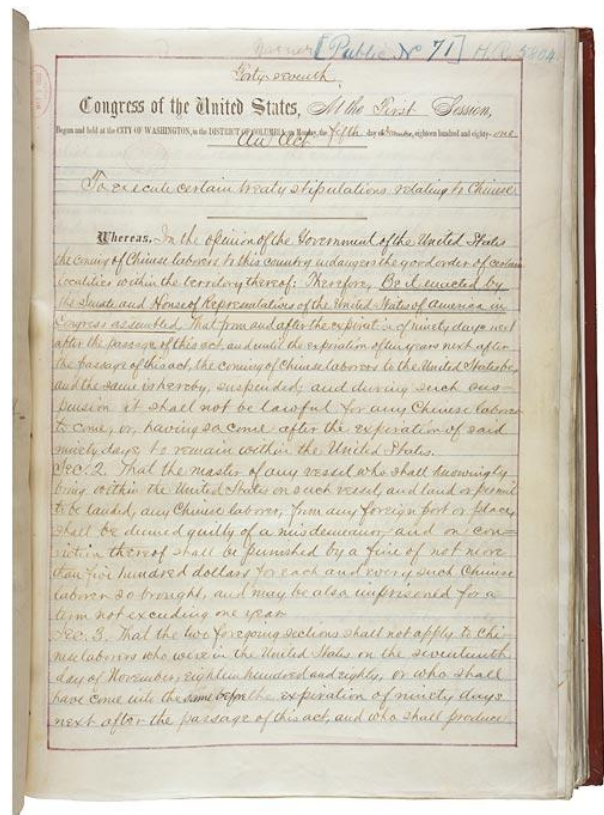 [Public No 71] H.R. 5804
Forty-seventh
Congress of the United States, At the First Session,
Begun and held at the CITY OF WASHINGTON, in the DISTRICT OF COLUMBIA, on Monday, the fifth day of December, eighteen hundred and eighty-one
An Act
To execute certain treaty stipulations relating to Chinese
Whereas, In the opinion of the Government of the United States
the coming of Chinese laborers to this country endangers the good order of certain
localities within the territory thereof: Therefore, Be it enacted by
the Senate and House of Representatives of the United States of America in
Congress assembled, That from and after the expiration of ninety days next
after the passage of this act, and until the expiration of ten years next after
the passage of this act, the coming of Chinese laborers to the United States be,
and the same is hereby, suspended; and during such sus-
pension it shall not be lawful for any Chinese laborer
to come, or, having so come after the expiration of said
ninety days, to remain within the United States.
Sec. 2. That the master of any vessel who shall knowingly
bring within the United States on such vessel, and land or permit
to be landed, any Chinese laborer, from any foreign port or place,
shall be deemed guilty of a misdemeanor, and on con=
viction thereof shall be punished by a fine of not more
than five hundred dollars for each and every such Chinese
laborer so brought, and may be also imprisoned for a
term not exceeding one year.
Sec. 3. That the two foregoing sections shall not apply to Chi-
nese laborers who were in the United States on the seventeenth
day of November, eighteen hundred and eighty, or who shall
have come into the same before the expiration of ninety days
next after the passage of this act, and who shall produce